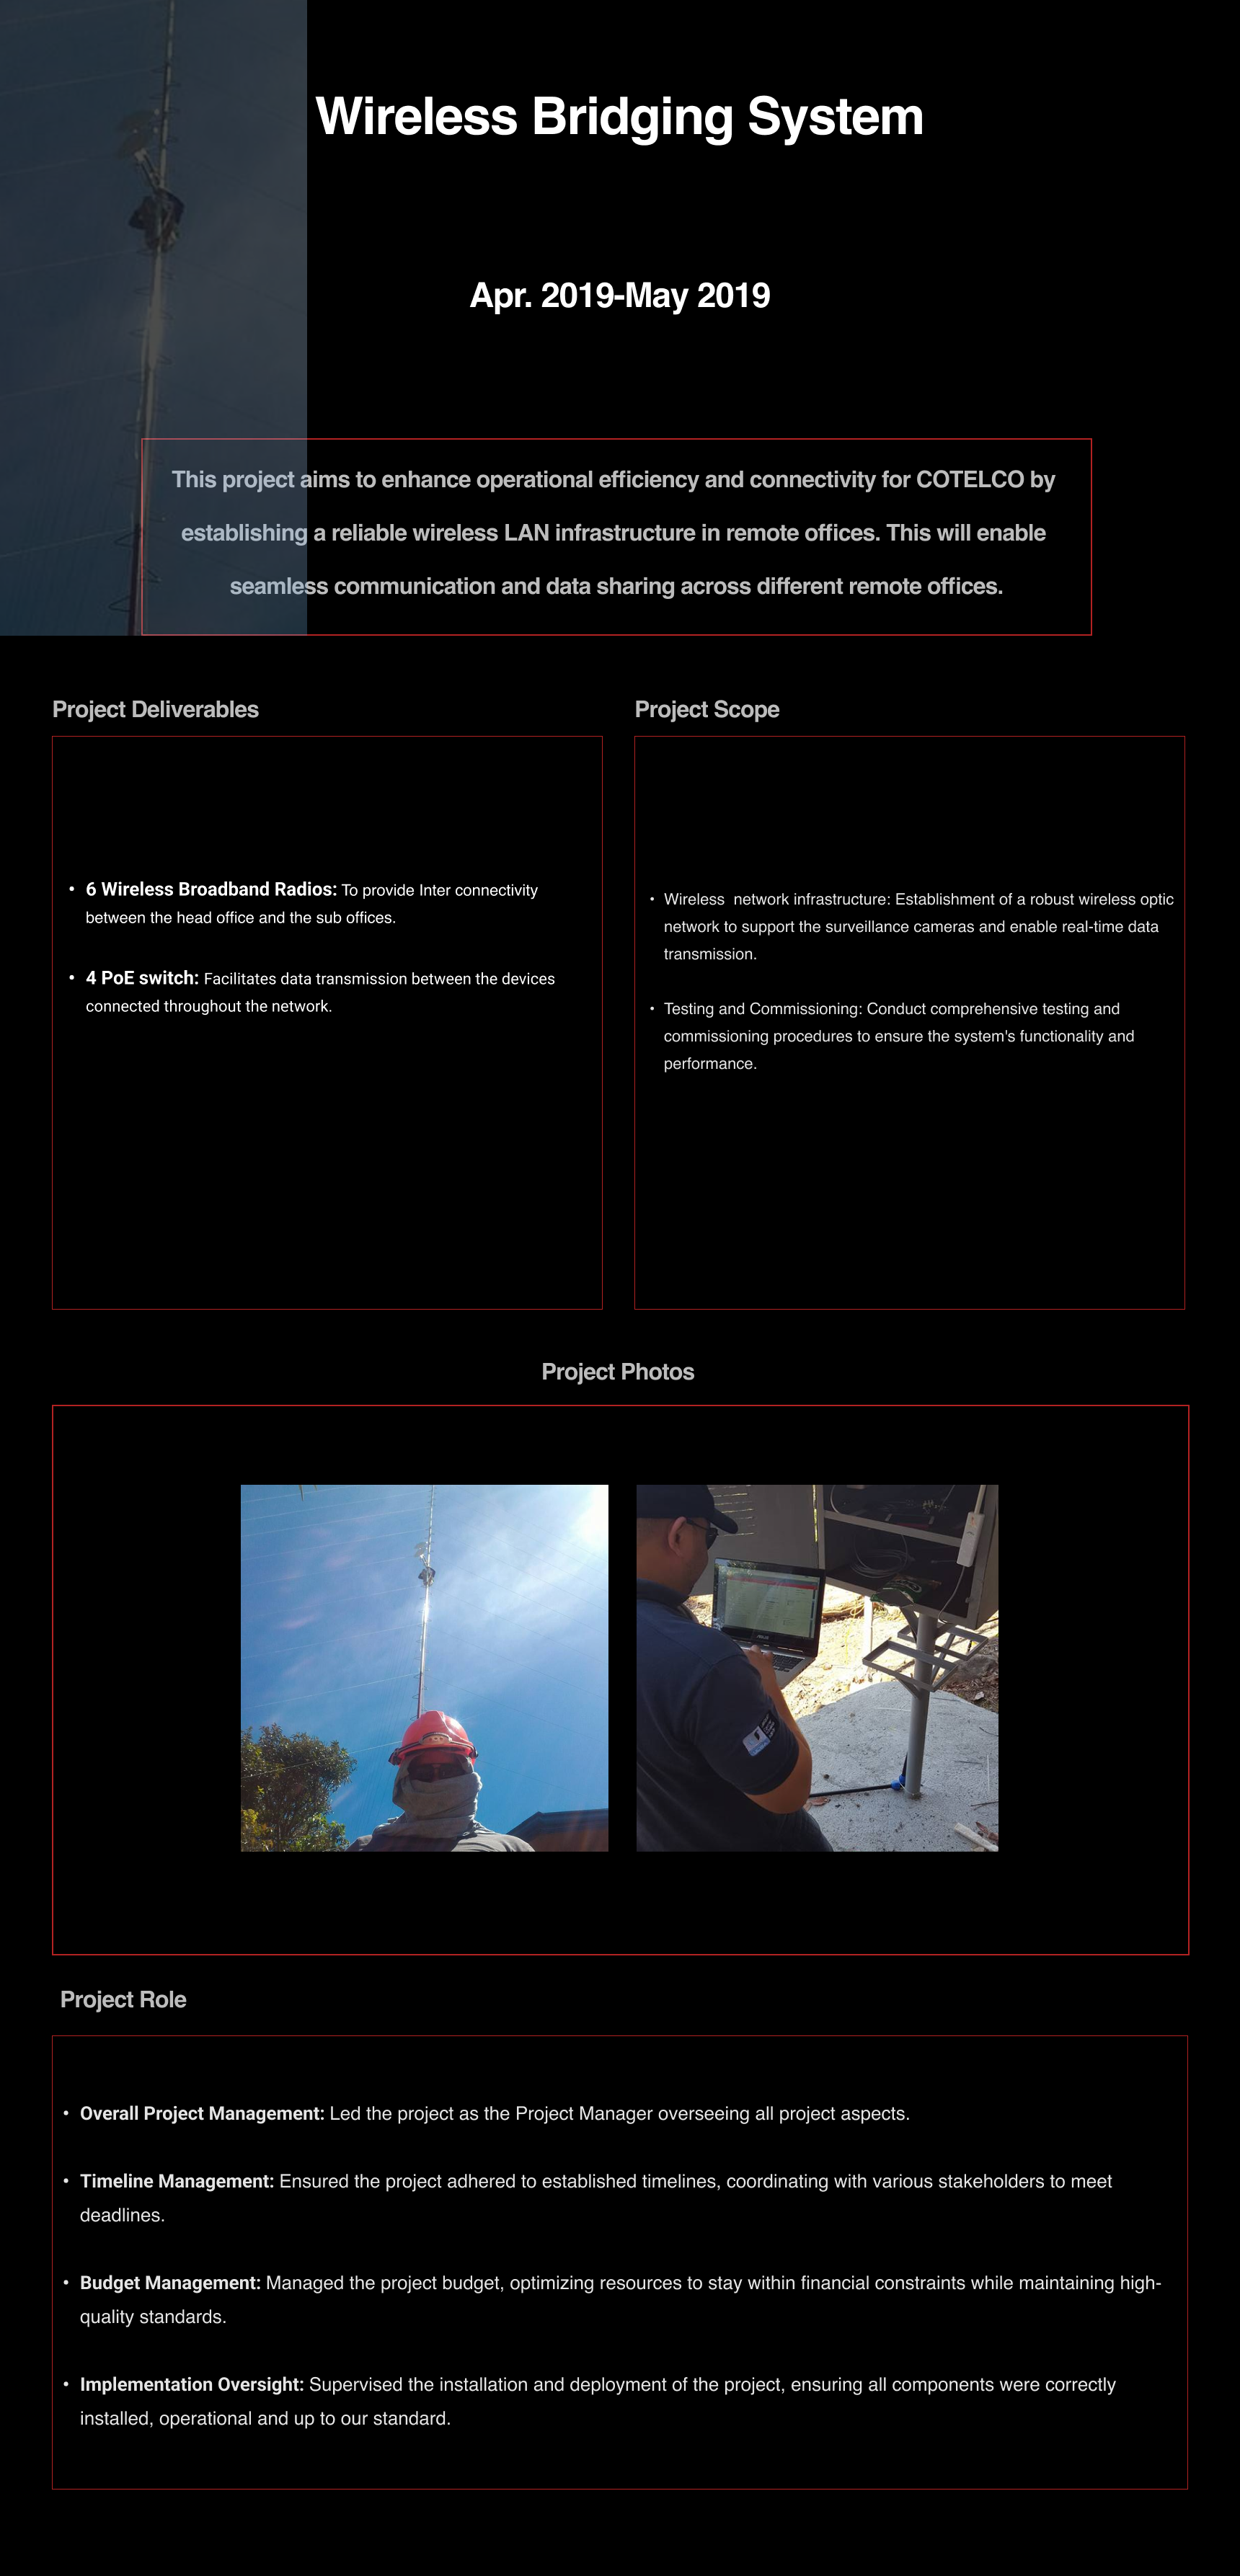 Wireless Bridging System
Apr. 2019-May 2019
This project aims to enhance operational efficiency and connectivity for COTELCO by
establishing a reliable wireless LAN infrastructure in remote offices. This will enable
seamless communication and data sharing across different remote offices.
Project Deliverables
• 6 Wireless Broadband Radios: To provide Inter connectivity
between the head office and the sub offices.
• 4 PoE switch: Facilitates data transmission between the devices
connected throughout the network.
Project Scope
• Wireless  network infrastructure: Establishment of a robust wireless optic
network to support the surveillance cameras and enable real-time data
transmission.
• Testing and Commissioning: Conduct comprehensive testing and
commissioning procedures to ensure the system's functionality and
performance.
Project Photos
Project Role
• Overall Project Management: Led the project as the Project Manager overseeing all project aspects.
• Timeline Management: Ensured the project adhered to established timelines, coordinating with various stakeholders to meet
deadlines.
• Budget Management: Managed the project budget, optimizing resources to stay within financial constraints while maintaining high-
quality standards.
• Implementation Oversight: Supervised the installation and deployment of the project, ensuring all components were correctly
installed, operational and up to our standard.